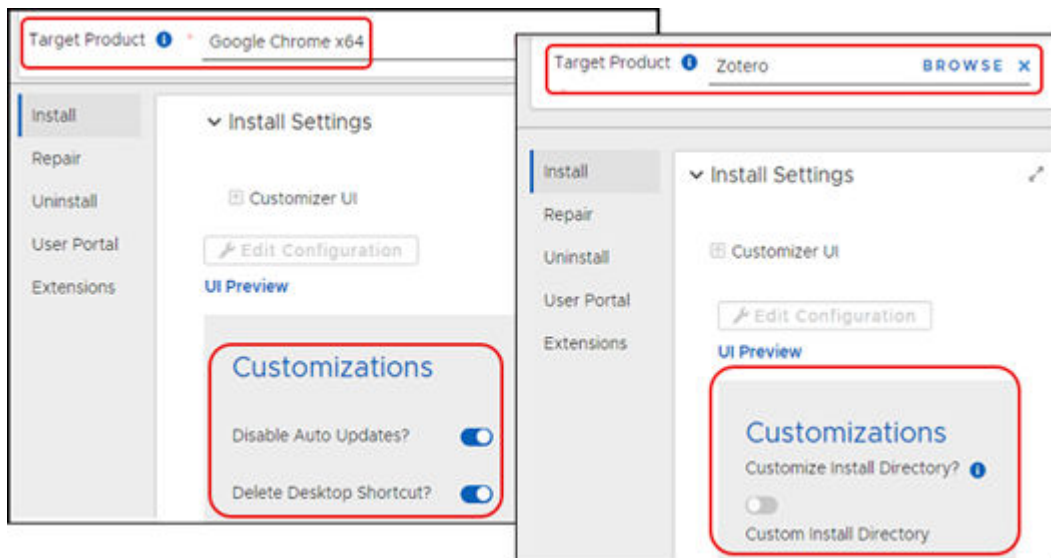 Target Product * Google Chrome x64
Install
Repair
Uninstall
User Portal
Extensions
Install Settings
Customizer UI
Edit Configuration
UI Preview
Customizations
Disable Auto Updates?
Delete Desktop Shortcut?
Target Product Zotero BROWSE ×
Install
Repair
Uninstall
User Portal
Extensions
Install Settings
Customizer UI
Edit Configuration
UI Preview
Customizations
Customize Install Directory?
Custom Install Directory